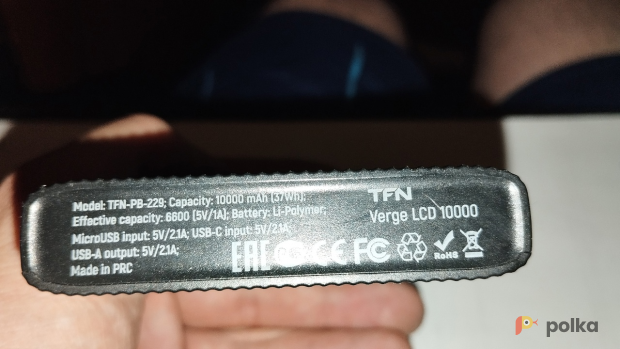 Model: TFN-PB-229; Capacity: 10000 mAh (37Wh);
Effective capacity: 6600 (5V/1A); Battery: Li-Polymer;
MicroUSB input: 5V/2.1A; USB-C input: 5V/2.1A;
USB-A output: 5V/2.1A;
Made in PRC
TFN
Verge LCD 10000
EAC CE FC
RoHS
polka